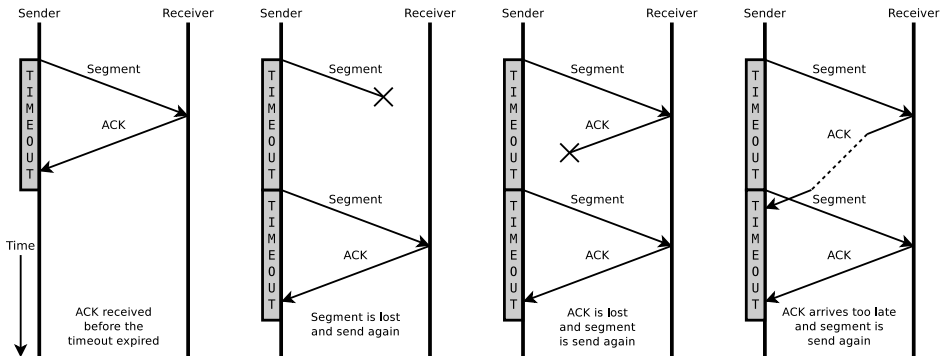 Sender
Receiver
Segment
TIMEOUT
ACK
Time
ACK received
before the
timeout expired
Sender
Receiver
Segment
TIMEOUT
Segment
TIMEOUT
ACK
Segment is lost
and send again
Sender
Receiver
Segment
TIMEOUT
ACK
Segment
TIMEOUT
ACK
ACK is lost
and segment
is send again
Sender
Receiver
Segment
TIMEOUT
ACK
Segment
TIMEOUT
ACK
ACK arrives too late
and segment is
send again